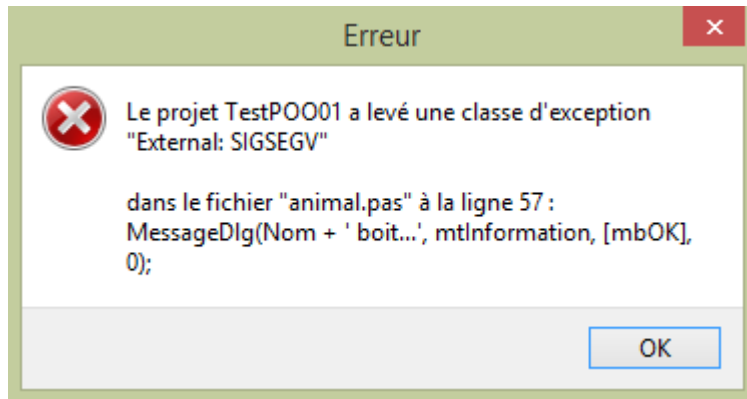 Erreur
Le projet TestPOO01 a levé une classe d'exception
"External: SIGSEGV"
dans le fichier "animal.pas" à la ligne 57 :
MessageDlg(Nom + ' boit...', mtInformation, [mbOK],
0);
OK